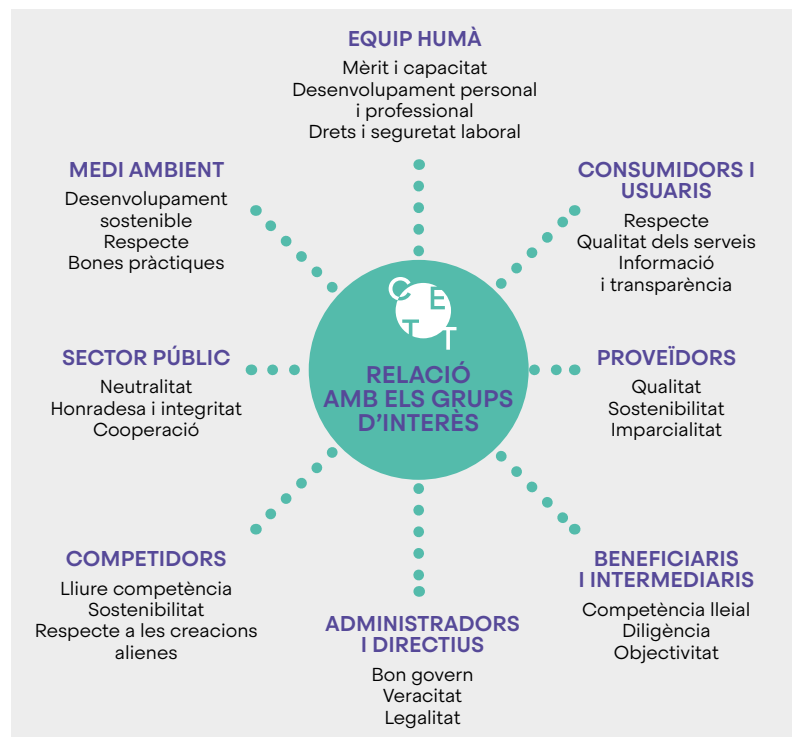 EQUIP HUMÀ
Mèrit i capacitat
Desenvolupament personal
i professional
Drets i seguretat laboral
MEDI AMBIENT
Desenvolupament
sostenible
Respecte
Bones pràctiques
CONSUMIDORS I
USUARIS
Respecte
Qualitat dels serveis
Informació
i transparència
CETT
RELACIÓ
AMB ELS GRUPS
D'INTERÈS
SECTOR PÚBLIC
Neutralitat
Honradesa i integritat
Cooperació
PROVEÏDORS
Qualitat
Sostenibilitat
Imparcialitat
COMPETIDORS
Lliure competència
Sostenibilitat
Respecte a les creacions
alienes
ADMINISTRADORS
I DIRECTIUS
Bon govern
Veracitat
Legalitat
BENEFICIARIS
I INTERMEDIARIS
Competència lleial
Diligència
Objectivitat